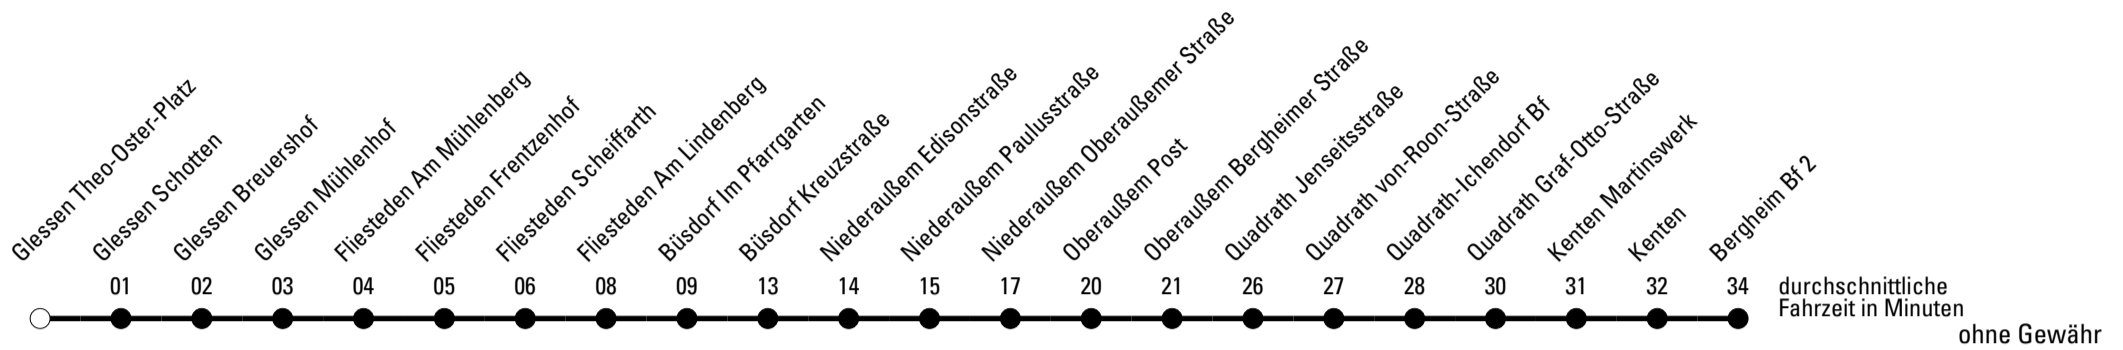 Glessen Theo-Oster-Platz
Glessen Schotten
Glessen Breuershof
Glessen Mühlenhof
Fliesteden Am Mühlenberg
Fliesteden Frentzenhof
Fliesteden Scheiffarth
Fliesteden Am Lindenberg
Büsdorf Im Pfarrgarten
Büsdorf Kreuzstraße
Niederaußem Edisonstraße
Niederaußem Paulusstraße
Niederaußem Oberaußemer Straße
Oberaußem Post
Oberaußem Bergheimer Straße
Quadrath Jenseitsstraße
Quadrath von-Roon-Straße
Quadrath-Ichendorf Bf
Quadrath Graf-Otto-Straße
Kenten Martinswerk
Kenten
Bergheim Bf 2
01 02 03 04 05 06 08 09 13 14 15 17 20 21 26 27 28 30 31 32 34 durchschnittliche
Fahrzeit in Minuten
ohne Gewähr